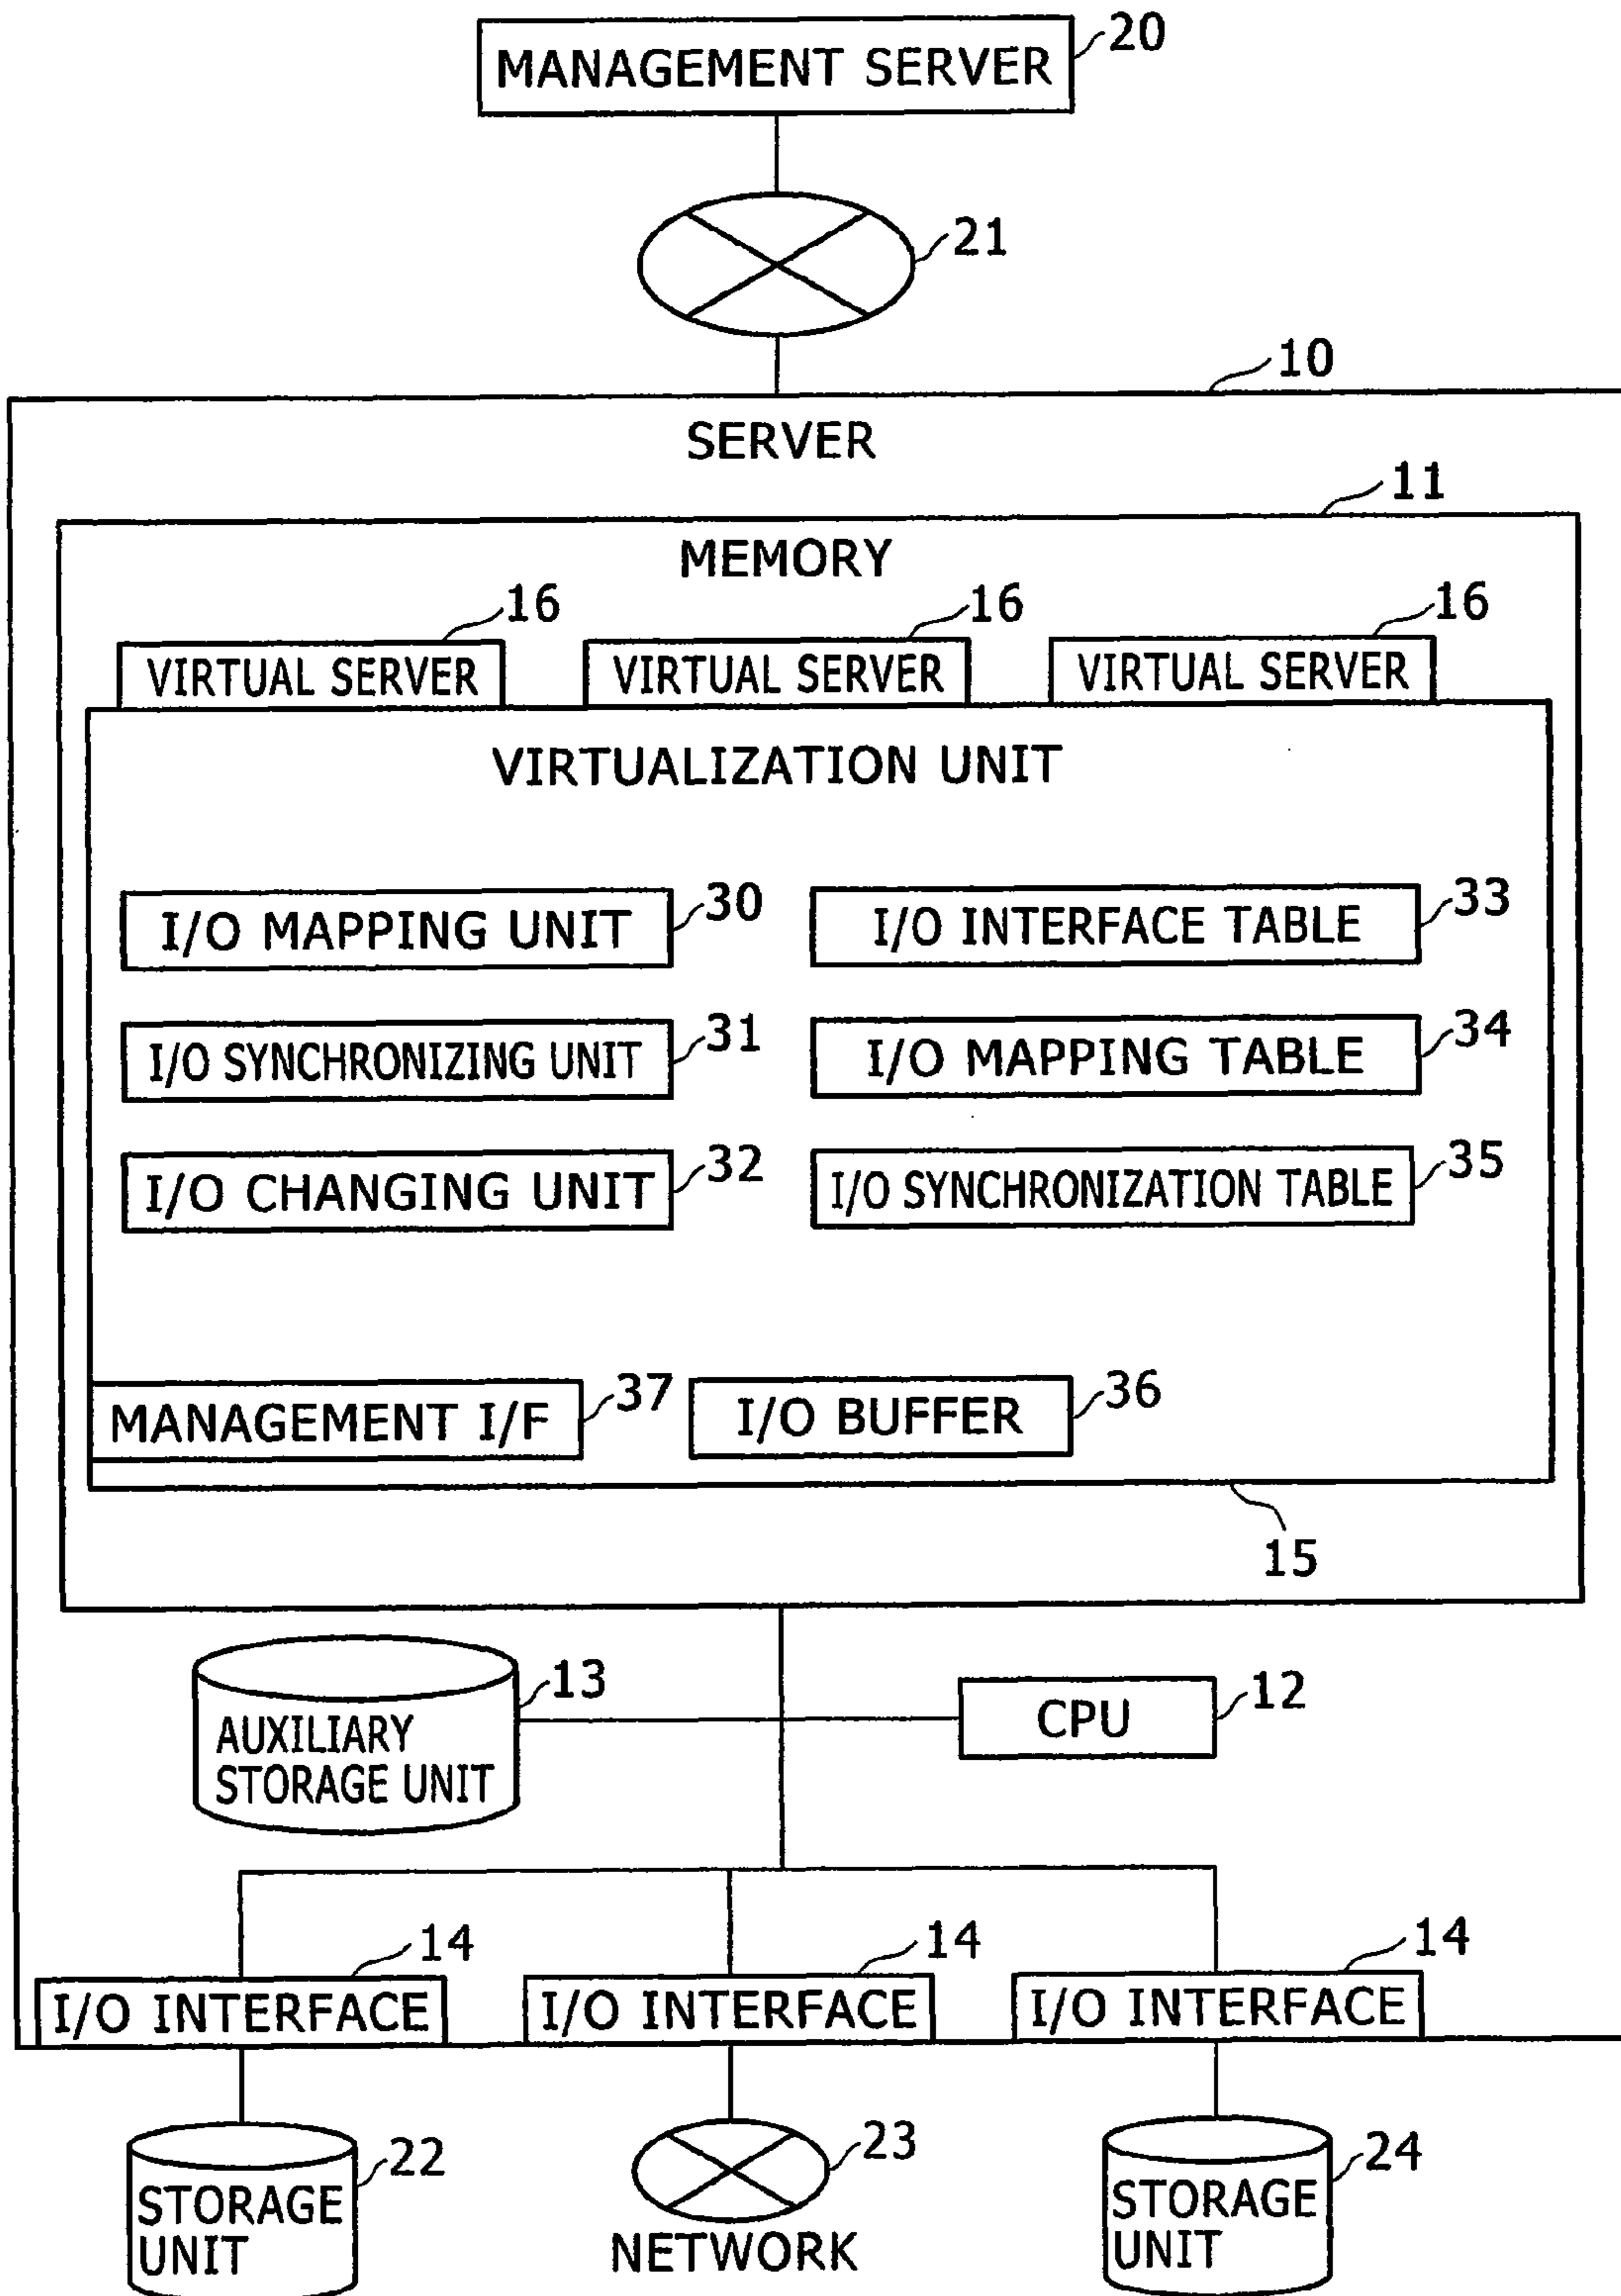 MANAGEMENT SERVER
20
21
10
SERVER
11
MEMORY
16
16
16
VIRTUAL SERVER
VIRTUAL SERVER
VIRTUAL SERVER
VIRTUALIZATION UNIT
I/O MAPPING UNIT
30
I/O INTERFACE TABLE
33
I/O SYNCHRONIZING UNIT
31
I/O MAPPING TABLE
34
I/O CHANGING UNIT
32
I/O SYNCHRONIZATION TABLE
35
MANAGEMENT I/F
37
I/O BUFFER
36
15
13
AUXILIARY
STORAGE UNIT
CPU
12
14
14
14
I/O INTERFACE
I/O INTERFACE
I/O INTERFACE
22
STORAGE
UNIT
23
NETWORK
24
STORAGE
UNIT